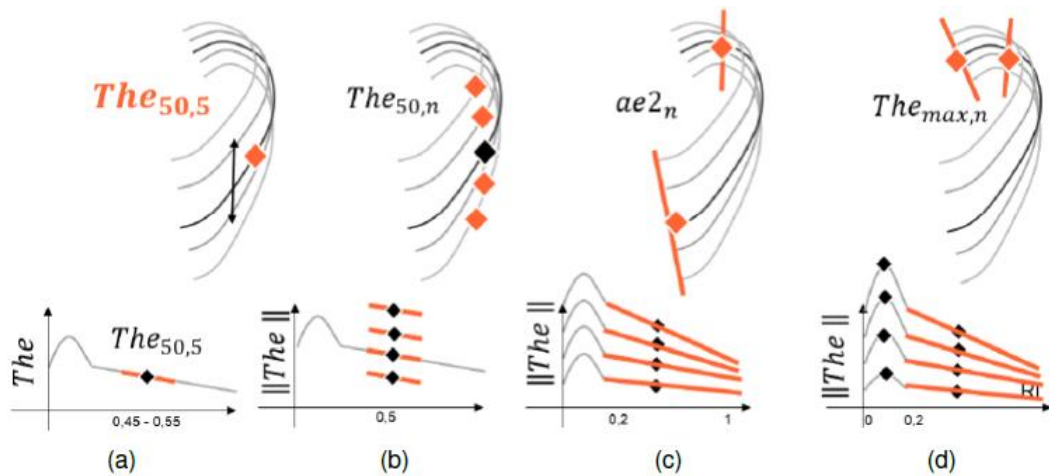 The50,5
The50,n
ae2n
Themax,n
The
The50,5
0,45 - 0,55
||The ||
0,5
||The ||
0,2
1
||The ||
0
0,2
(a)
(b)
(c)
(d)